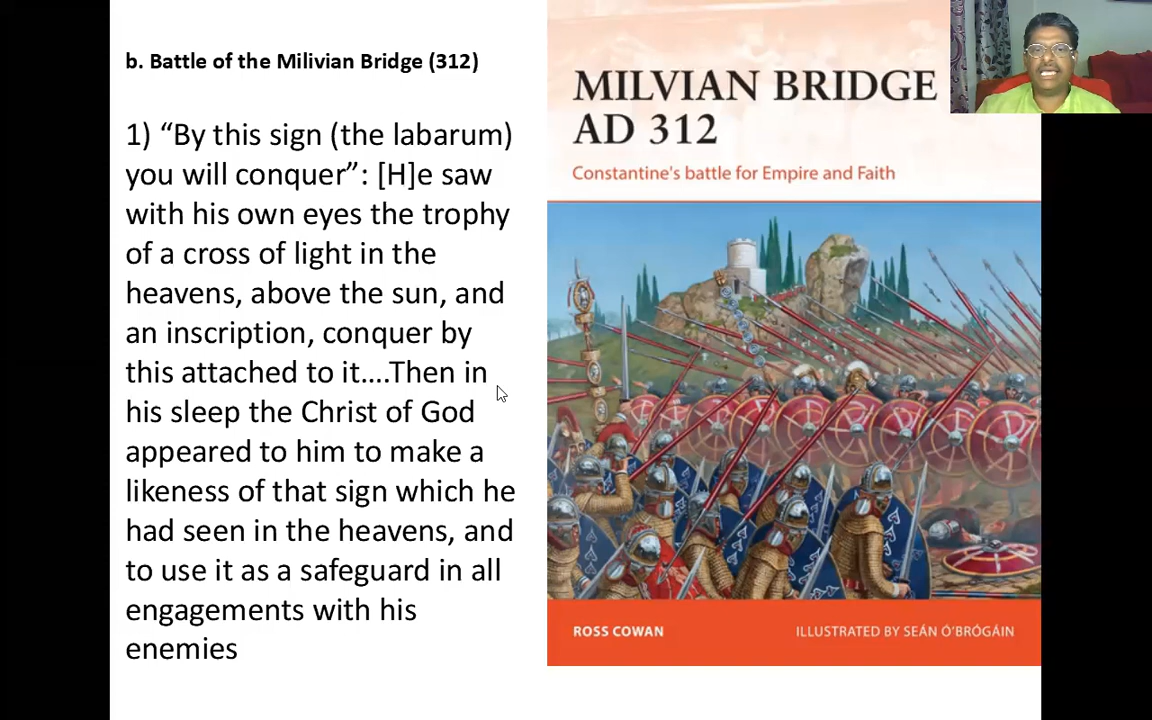 b. Battle of the Milivian Bridge (312)
1) “By this sign (the labarum)
you will conquer”: [H]e saw
with his own eyes the trophy
of a cross of light in the
heavens, above the sun, and
an inscription, conquer by
this attached to it....Then in
his sleep the Christ of God
appeared to him to make a
likeness of that sign which he
had seen in the heavens, and
to use it as a safeguard in all
engagements with his
enemies
MILVIAN BRIDGE
AD 312
Constantine's battle for Empire and Faith
ROSS COWAN
ILLUSTRATED BY SEÁN Ó'BRÓGÁIN